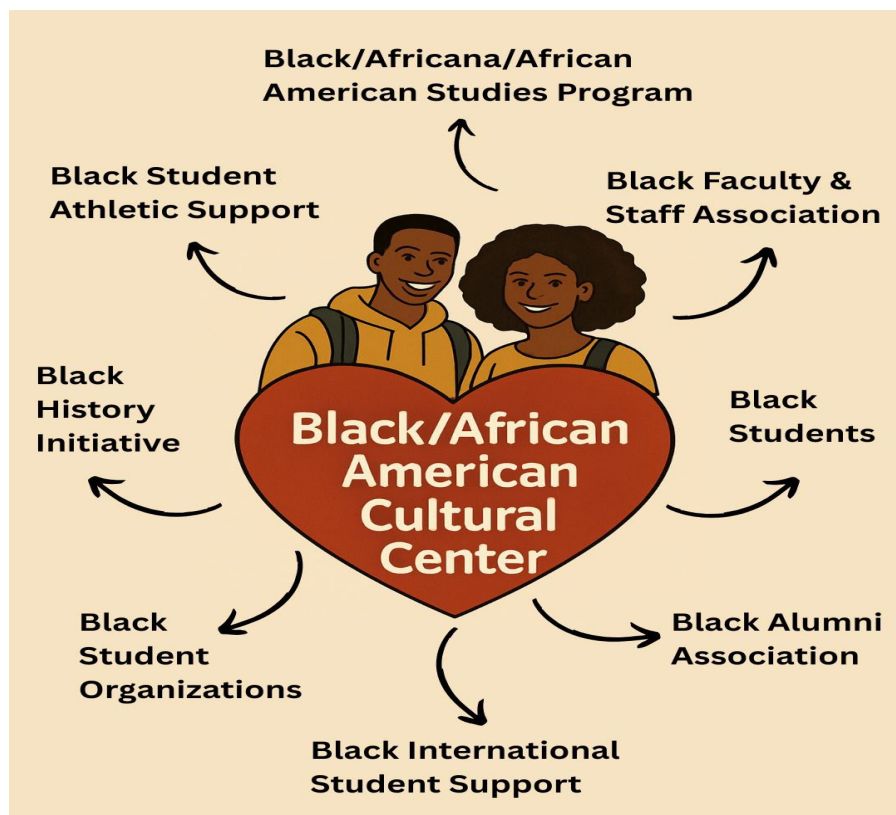 Black/Africana/African
American Studies Program
Black Student
Athletic Support
Black Faculty &
Staff Association
Black
History
Initiative
Black
Students
Black/African
American
Cultural
Center
Black
Student
Organizations
Black Alumni
Association
Black International
Student Support